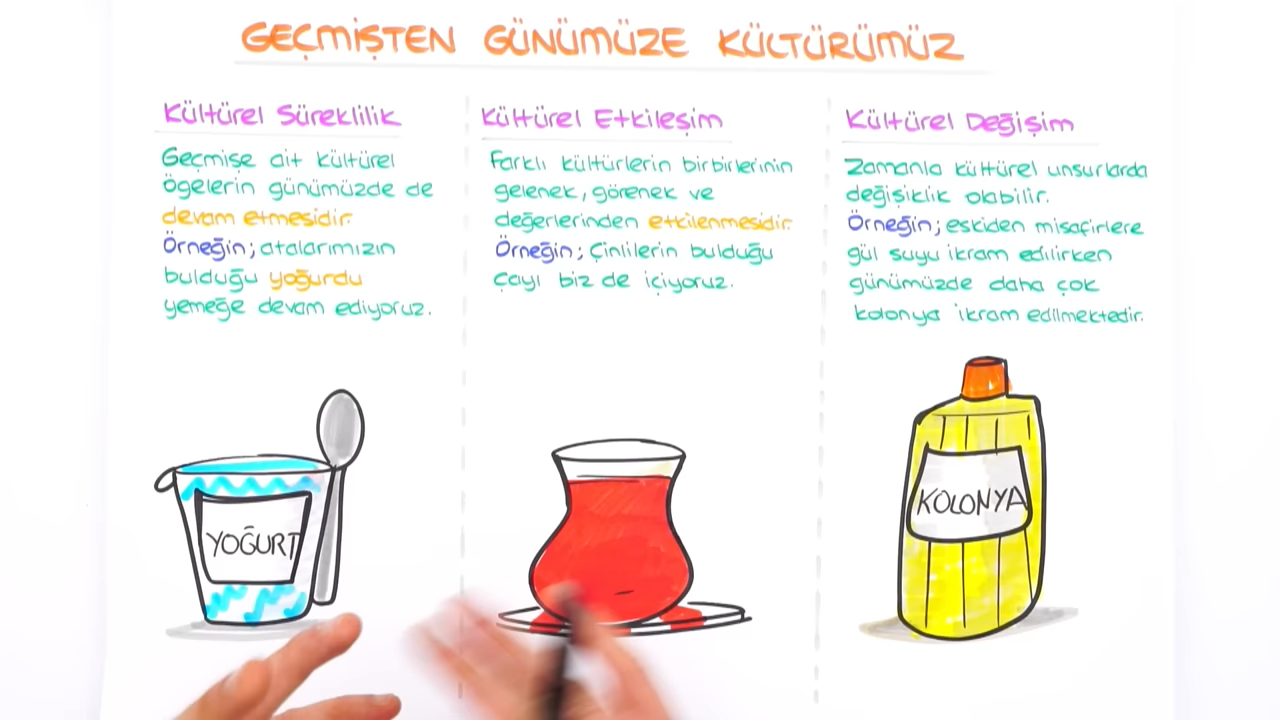 GEÇMİŞTEN GÜNÜMÜZE KÜLTÜRÜMÜZ
Kültürel Süreklilik
Geçmişe ait kültürel
ögelerin günümüzde de
devam etmesidir.
Örneğin; atalarımızın
bulduğu yoğurdu
yemeğe devam ediyoruz.
YOĞURT
Kültürel Etkileşim
Farklı kültürlerin birbirlerinin
gelenek, görenek ve
değerlerinden etkilenmesidir.
Örneğin; Çinlilerin bulduğu
çayı biz de içiyoruz.
Kültürel Değişim
Zamanla kültürel unsurlarda
değişiklik olabilir.
Örneğin; eskiden misafirlere
gül suyu ikram edilirken
günümüzde daha çok
kolonya ikram edilmektedir.
KOLONYA